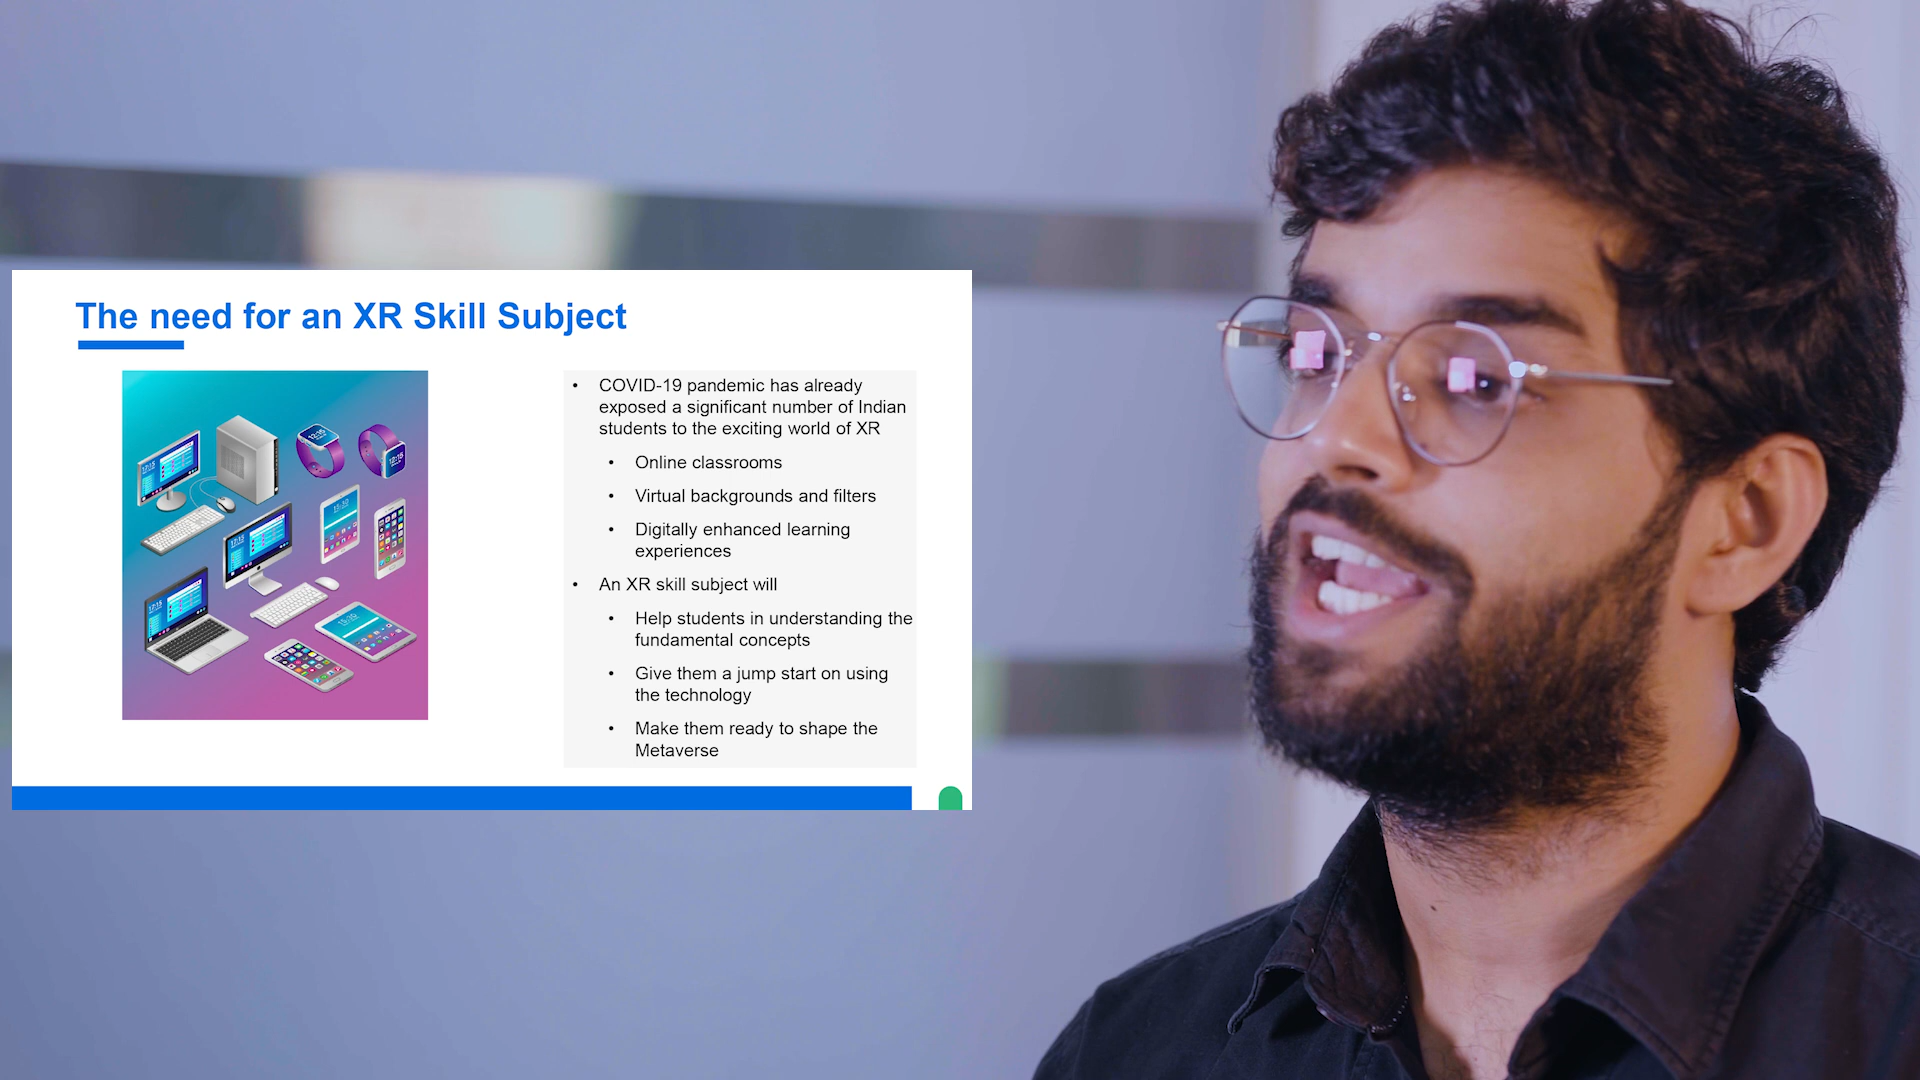 The need for an XR Skill Subject
• COVID-19 pandemic has already
exposed a significant number of Indian
students to the exciting world of XR
• Online classrooms
• Virtual backgrounds and filters
• Digitally enhanced learning
experiences
• An XR skill subject will
• Help students in understanding the
fundamental concepts
• Give them a jump start on using
the technology
• Make them ready to shape the
Metaverse